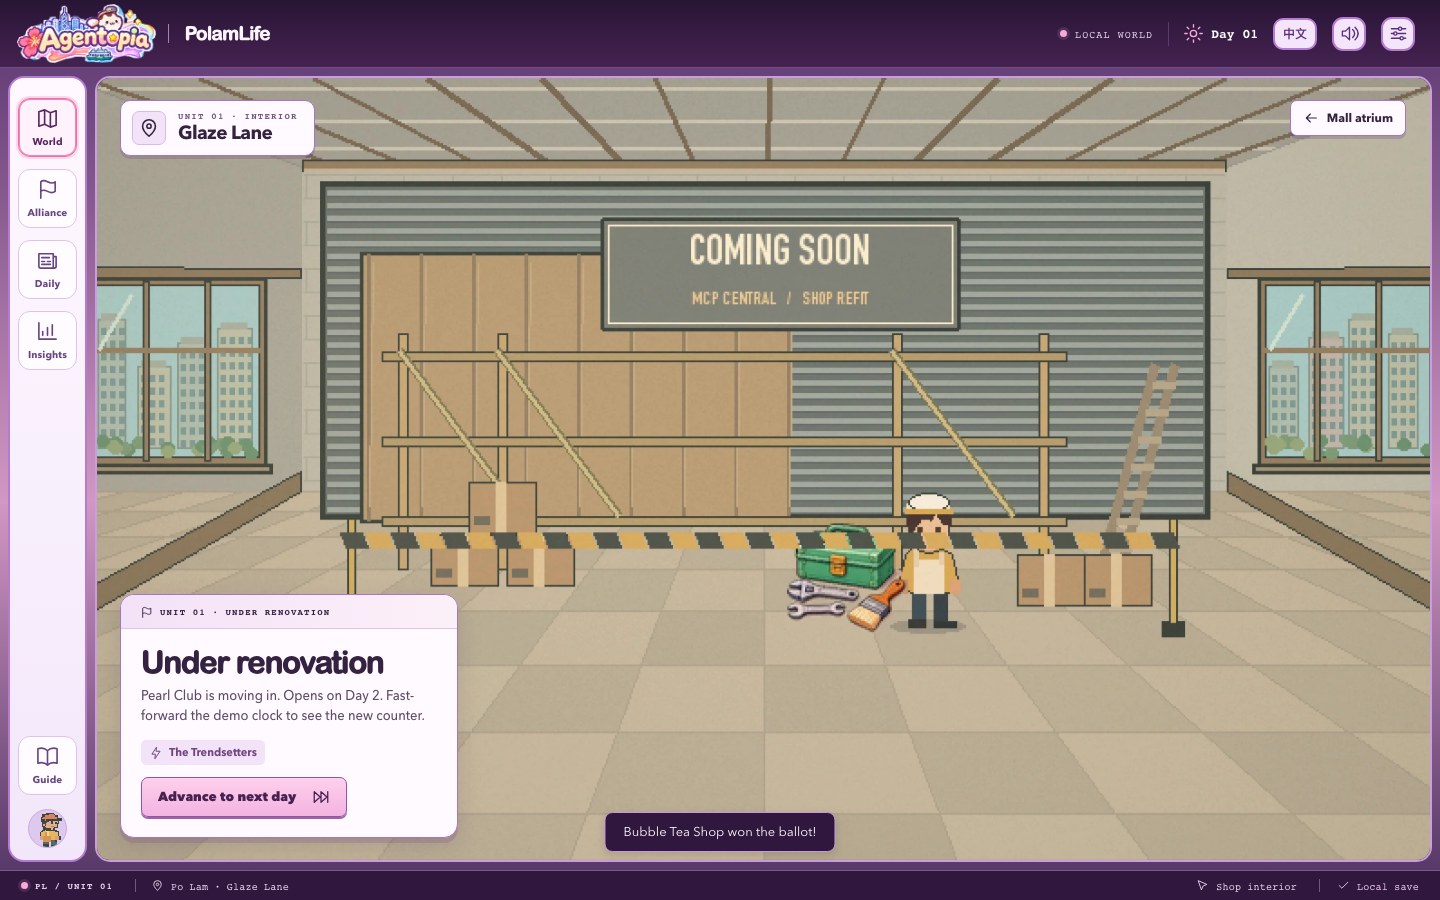 Agentopia
PolamLife
LOCAL WORLD
Day 01
中文
World
Alliance
Daily
Insights
Guide
UNIT 01 · INTERIOR
Glaze Lane
Mall atrium
COMING SOON
MCP CENTRAL / SHOP REFIT
UNIT 01 · UNDER RENOVATION
Under renovation
Pearl Club is moving in. Opens on Day 2. Fast-
forward the demo clock to see the new counter.
The Trendsetters
Advance to next day
Bubble Tea Shop won the ballot!
PL / UNIT 01
Po Lam · Glaze Lane
Shop interior
Local save